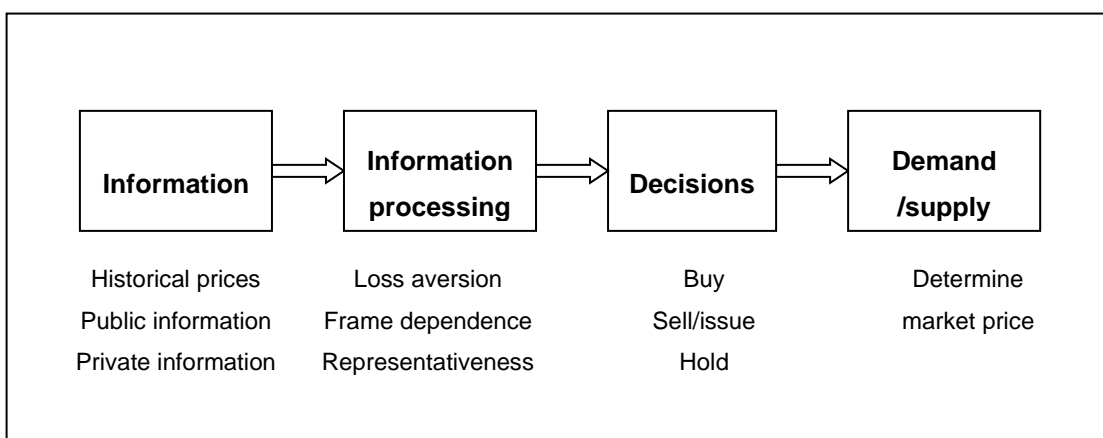 Information
Information
processing
Decisions
Demand
/supply
Historical prices
Public information
Private information
Loss aversion
Frame dependence
Representativeness
Buy
Sell/issue
Hold
Determine
market price